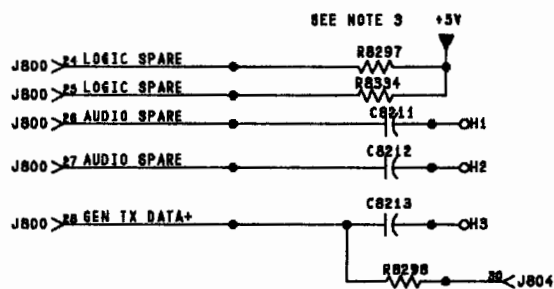 SEE NOTE 3 +5V
R8297
J800 24 LOGIC SPARE
R8334
J800 25 LOGIC SPARE
C8211
J800 26 AUDIO SPARE H1
C8212
J800 27 AUDIO SPARE H2
C8213
J800 28 GEN TX DATA+ H3
R8298
30 J804